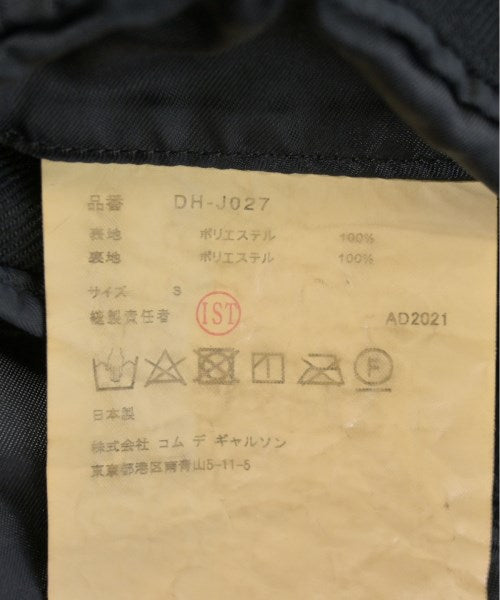 品番 DH-J027
表地 ポリエステル 100%
裏地 ポリエステル 100%
サイズ S
縫製責任者 IST AD2021
日本製
株式会社 コム デ ギャルソン
東京都港区南青山5-11-5